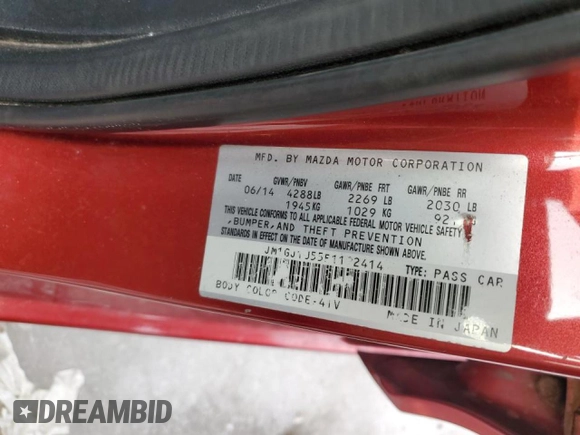 MFD. BY MAZDA MOTOR CORPORATION
DATE GVWR/PNBV GAWR/PNBE FRT GAWR/PNBE RR
06/14 4288LB 2269 LB 2030 LB
1945KG 1029 KG
THIS VEHICLE CONFORMS TO ALL APPLICABLE FEDERAL MOTOR VEHICLE SAFETY
, BUMPER, AND THEFT PREVENTION
STANDARDS IN EFFECT ON THE DATE OF MANUFACTURE SHOWN ABOVE.
TYPE: PASS CAR
BODY COLOR CODE-41V
MADE IN JAPAN
DREAMBID